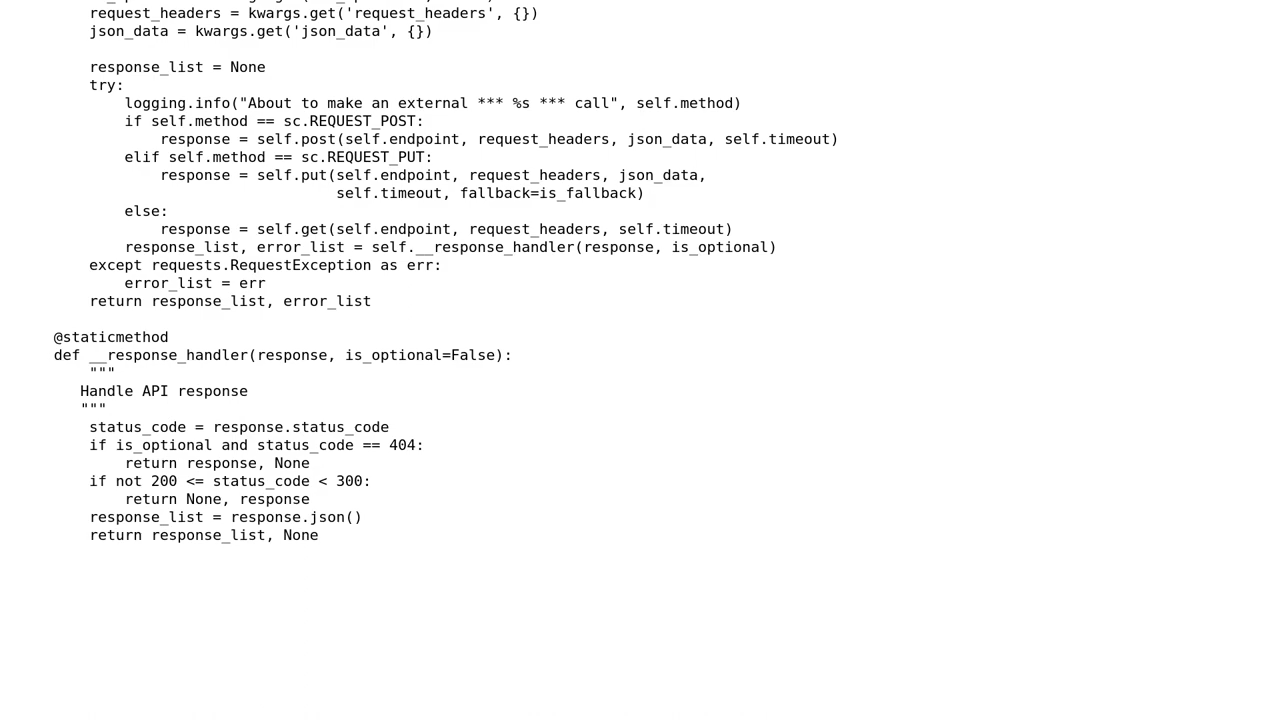 request_headers = kwargs.get('request_headers', {})
json_data = kwargs.get('json_data', {})
response_list = None
try:
logging.info("About to make an external *** %s *** call", self.method)
if self.method == sc.REQUEST_POST:
response = self.post(self.endpoint, request_headers, json_data, self.timeout)
elif self.method == sc.REQUEST_PUT:
response = self.put(self.endpoint, request_headers, json_data,
self.timeout, fallback=is_fallback)
else:
response = self.get(self.endpoint, request_headers, self.timeout)
response_list, error_list = self.__response_handler(response, is_optional)
except requests.RequestException as err:
error_list = err
return response_list, error_list
@staticmethod
def __response_handler(response, is_optional=False):
"""
Handle API response
"""
status_code = response.status_code
if is_optional and status_code == 404:
return response, None
if not 200 <= status_code < 300:
return None, response
response_list = response.json()
return response_list, None